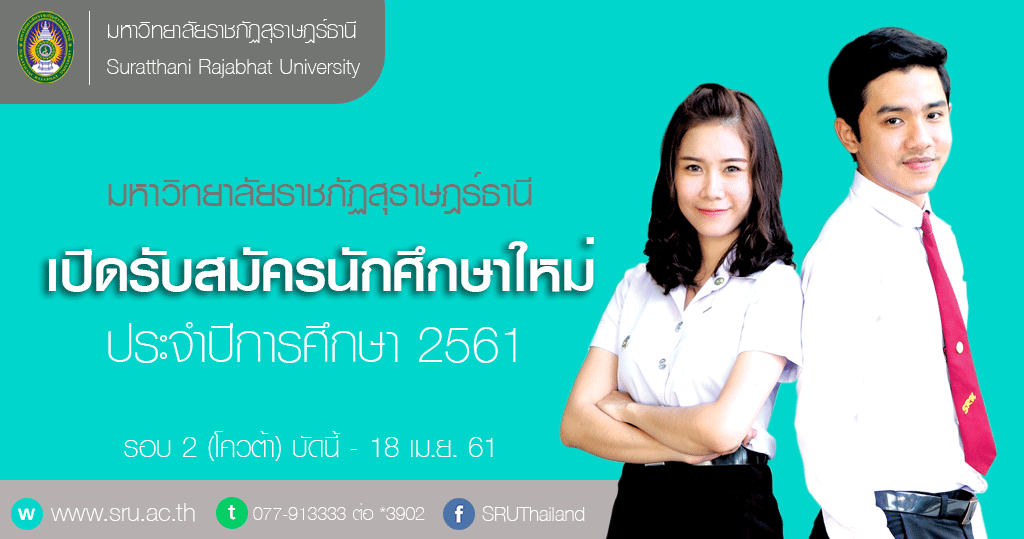 มหาวิทยาลัยราชภัฏสุราษฎร์ธานี
Suratthani Rajabhat University
มหาวิทยาลัยราชภัฏสุราษฎร์ธานี
เปิดรับสมัครนักศึกษาใหม่
ประจำปีการศึกษา 2561
รอบ 2 (โควต้า) บัดนี้ - 18 เม.ย. 61
SRU
w www.sru.ac.th t 077-913333 ต่อ *3902 f SRUThailand